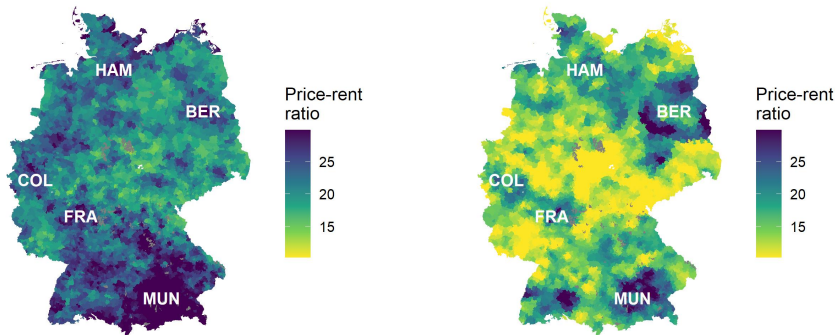 HAM
BER
COL
FRA
MUN
Price-rent
ratio
25
20
15
HAM
BER
COL
FRA
MUN
Price-rent
ratio
25
20
15